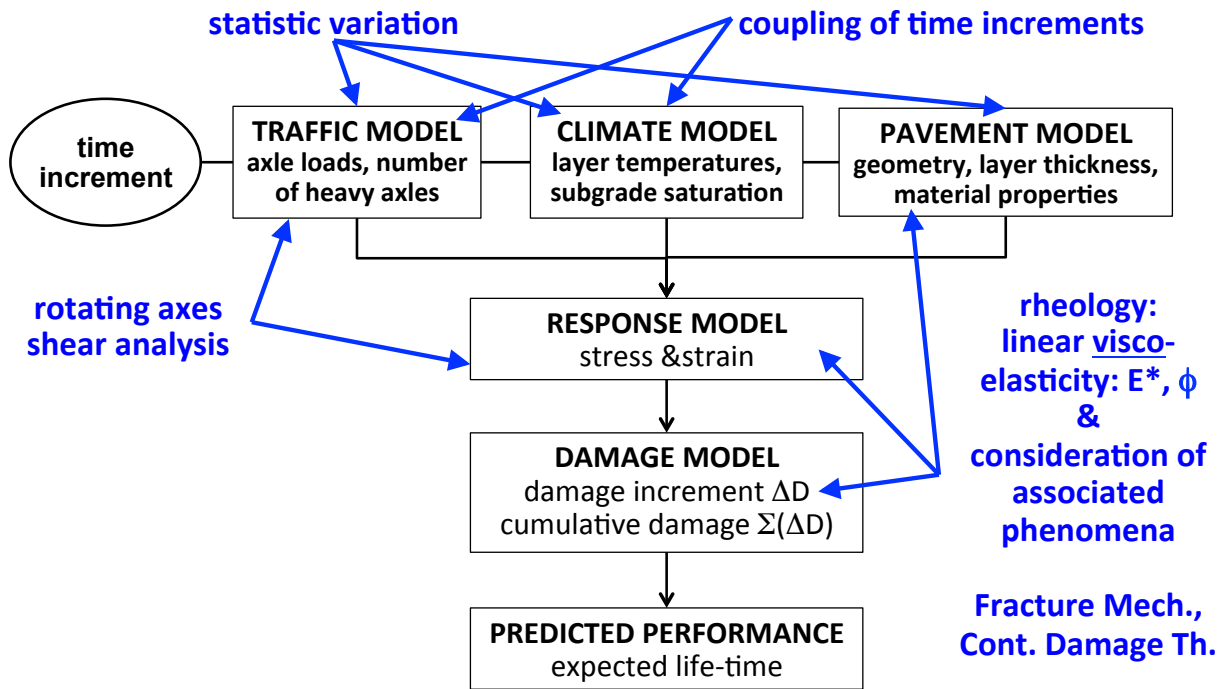 statistic variation
coupling of time increments
time
increment
TRAFFIC MODEL
axle loads, number
of heavy axles
CLIMATE MODEL
layer temperatures,
subgrade saturation
PAVEMENT MODEL
geometry, layer thickness,
material properties
rotating axes
shear analysis
RESPONSE MODEL
stress &strain
rheology:
linear visco-
elasticity: E*, ϕ
&
consideration of
associated
phenomena
DAMAGE MODEL
damage increment ΔD
cumulative damage Σ(ΔD)
Fracture Mech.,
Cont. Damage Th.
PREDICTED PERFORMANCE
expected life-time